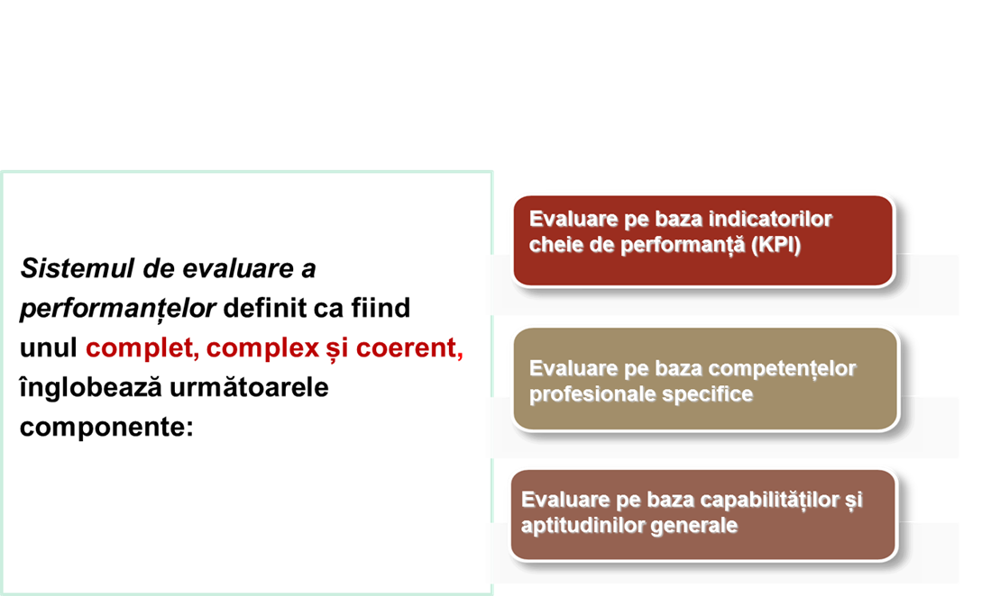 Sistemul de evaluare a
performanțelor definit ca fiind
unul complet, complex și coerent,
înglobează următoarele
componente:
Evaluare pe baza indicatorilor
cheie de performanță (KPI)
Evaluare pe baza competențelor
profesionale specifice
Evaluare pe baza capabilităților și
aptitudinilor generale